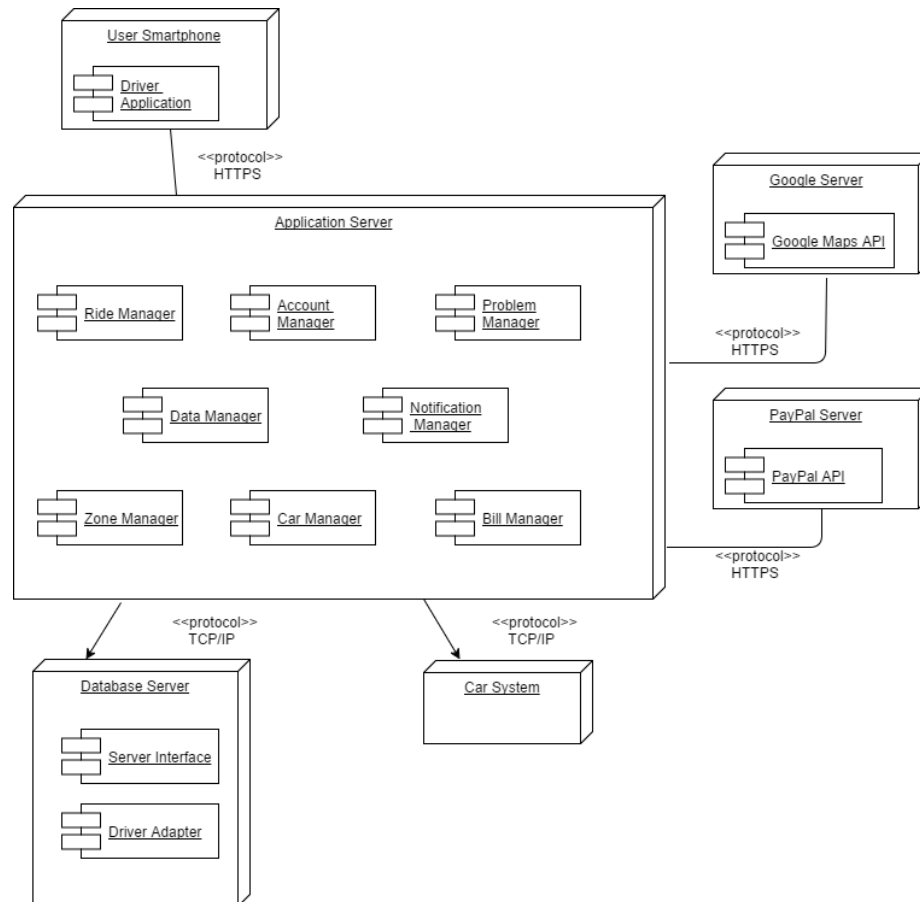 User Smartphone
Driver
Application
<<protocol>>
HTTPS
Google Server
Google Maps API
Application Server
Ride Manager
Account
Manager
Problem
Manager
<<protocol>>
HTTPS
Data Manager
Notification
Manager
PayPal Server
PayPal API
Zone Manager
Car Manager
Bill Manager
<<protocol>>
HTTPS
<<protocol>>
TCP/IP
<<protocol>>
TCP/IP
Database Server
Car System
Server Interface
Driver Adapter